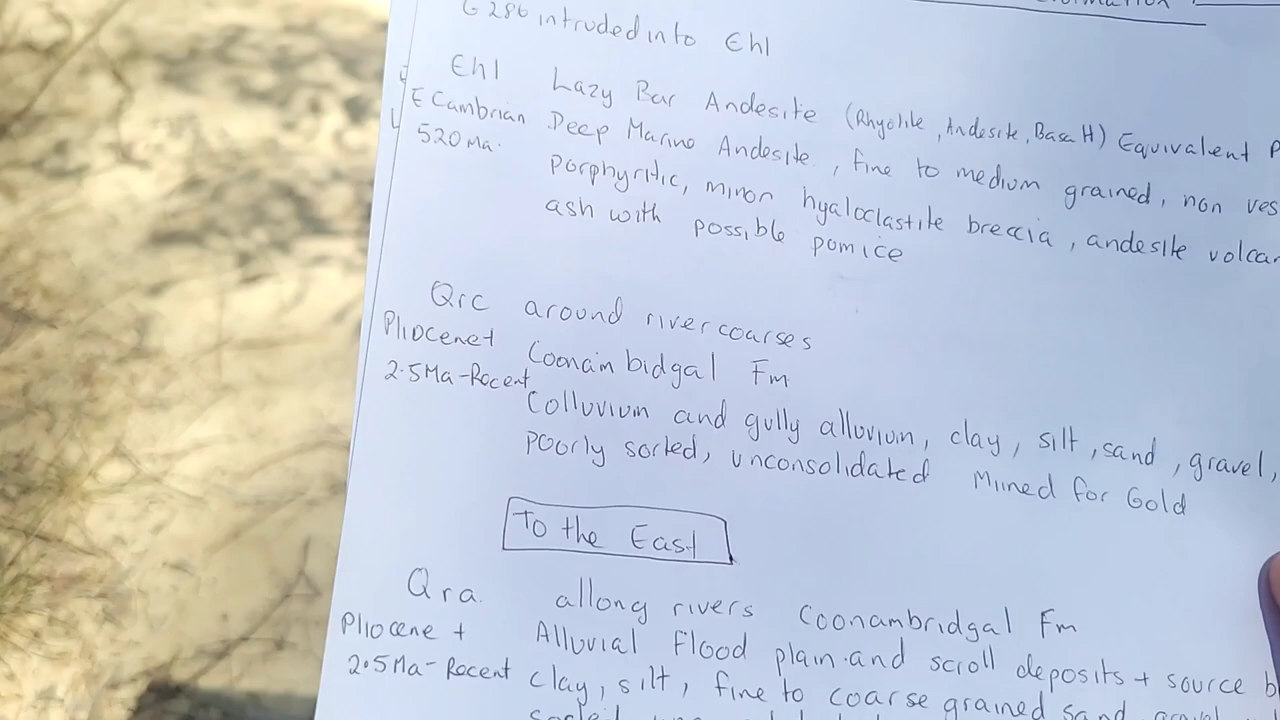 G 286 intruded into Ehl
Ehl Lazy Bar Andesite (Rhyolite, Andesite, Basalt) Equivalent
E Cambrian Deep Marine Andesite, fine to medium grained, non ves
520 Ma. Porphyritic, minor hyaloclastite breccia, andesite volcan
ash with possible pomice
Qrc around river coarses
Pliocene+ Coonambidgal Fm
2.5Ma-Recent
Colluvium and gully alluvium, clay, silt, sand, gravel,
Poorly sorted, unconsolidated Mined for Gold
To the East
Qra. allong rivers Coonambridgal Fm
Pliocene + Alluvial Flood plain.and scroll deposits + source b
2.5Ma-Recent clay, silt, fine to coarse grained sand, gravel